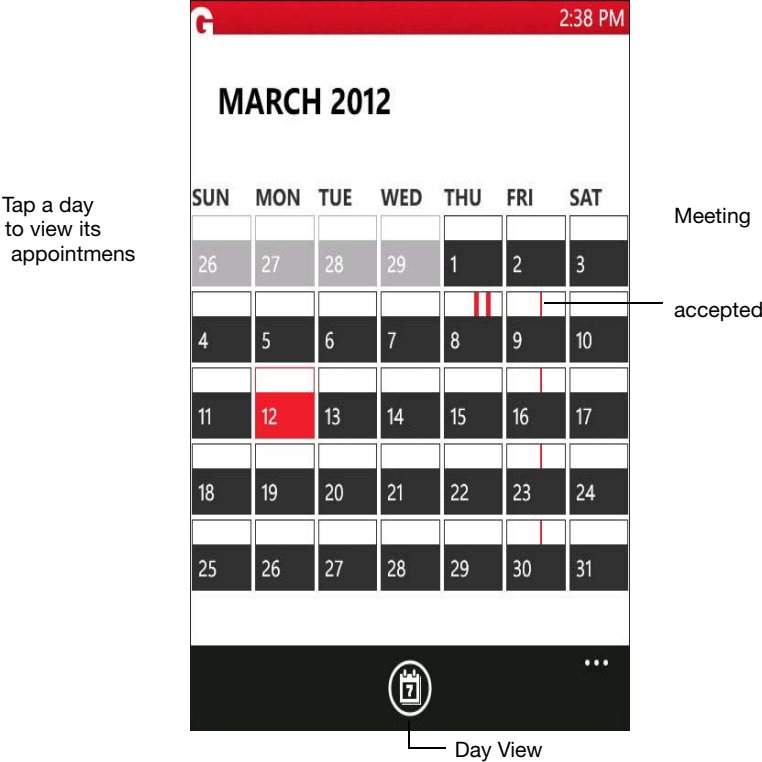 G 2:38 PM
MARCH 2012
SUN MON TUE WED THU FRI SAT
26 27 28 29 1 2 3
4 5 6 7 8 9 10
11 12 13 14 15 16 17
18 19 20 21 22 23 24
25 26 27 28 29 30 31
7
...
Tap a day
to view its
appointmens
Meeting
accepted
Day View